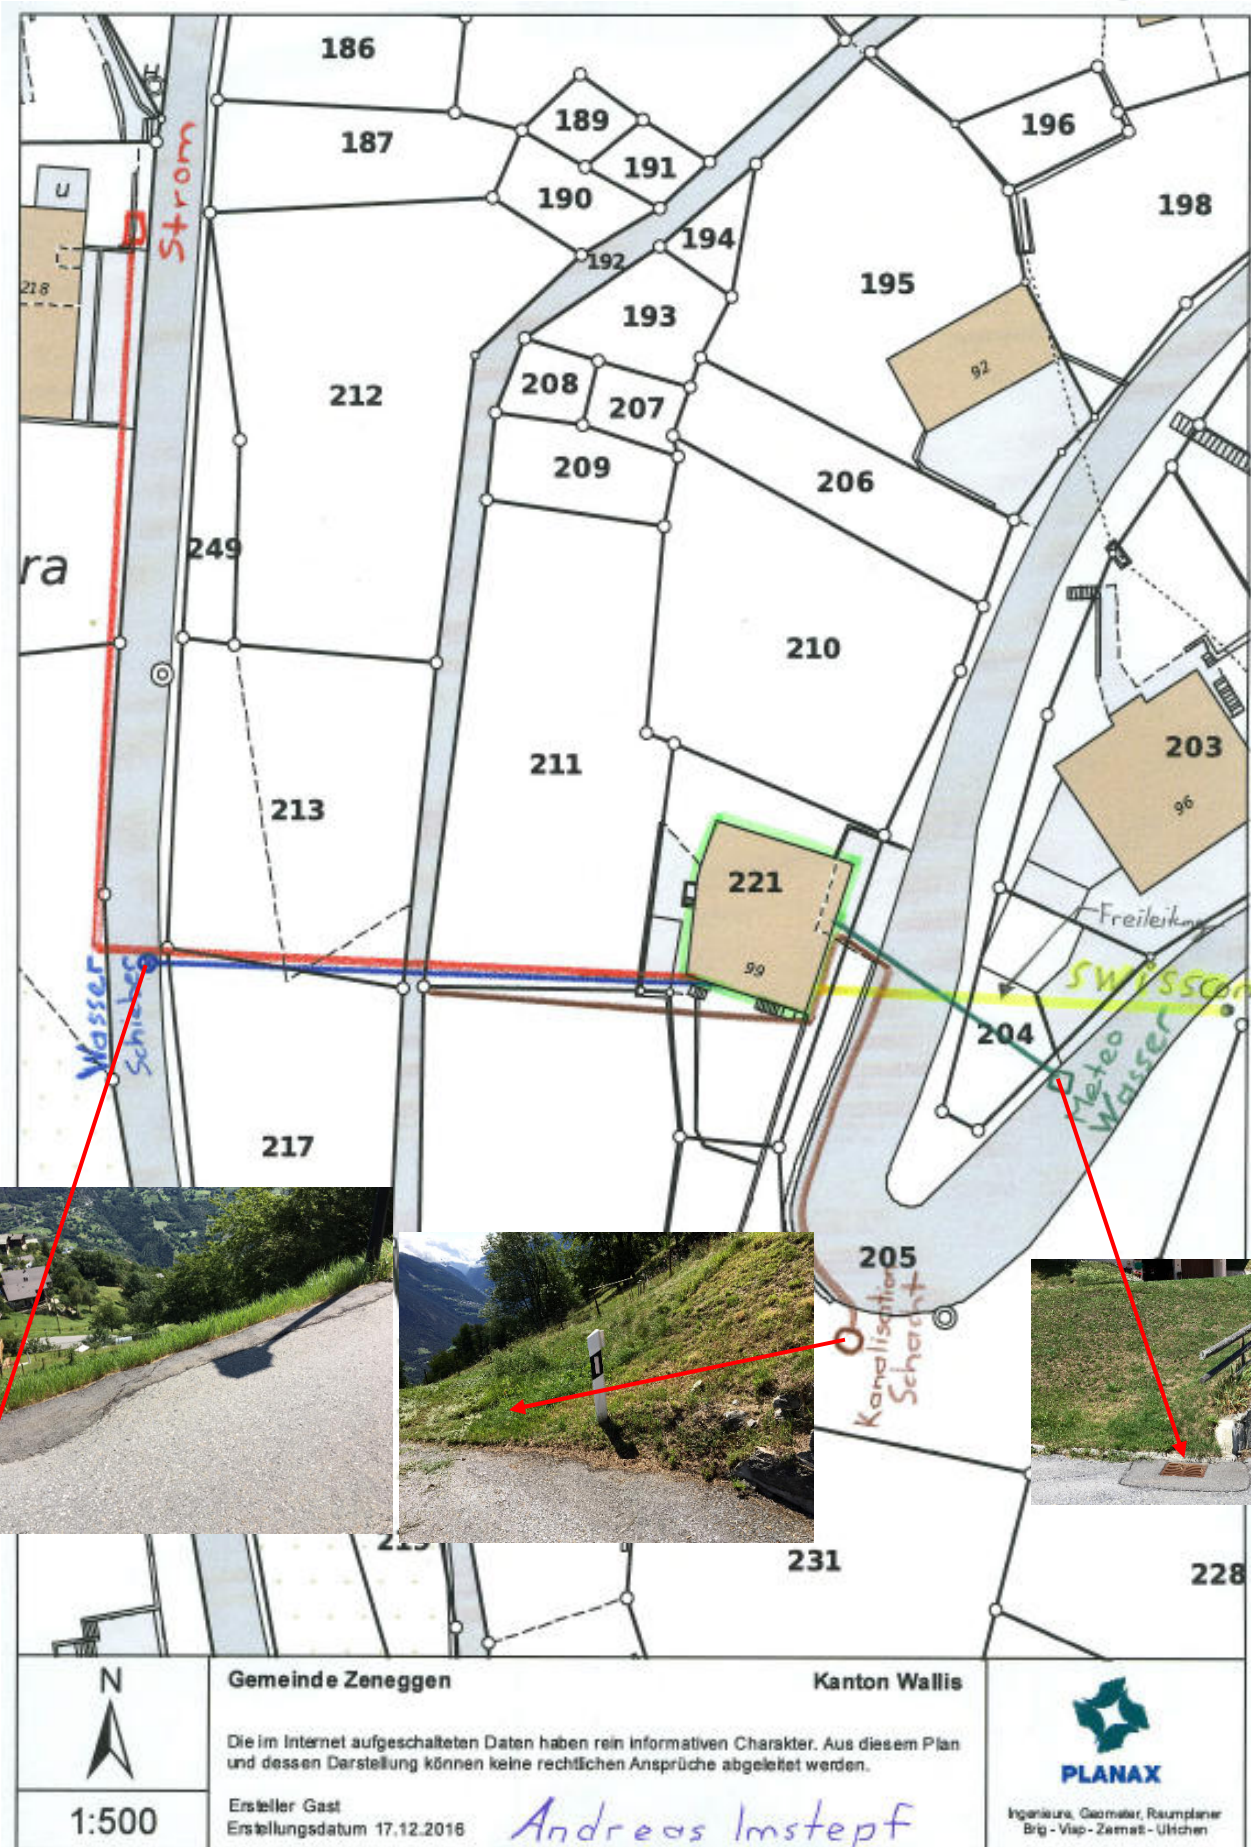 186
187
189
191
190
196
198
u
Strom
194
192
195
218
193
92
208
207
212
209
206
249
ra
210
203
211
96
213
221
Freileitung
99
Wasser
Schieber
204
Meteo
Wasser
217
205
Kanalisation
Schacht
231
228
N
Gemeinde Zeneggen
Kanton Wallis
Die im Internet aufgeschalteten Daten haben rein informativen Charakter. Aus diesem Plan
und dessen Darstellung können keine rechtlichen Ansprüche abgeleitet werden.
PLANAX
1:500
Ersteller Gast
Erstellungsdatum 17.12.2016
Andreas Imstepf
Ingenieure, Geometer, Raumplaner
Brig - Visp - Zermatt - Ulrichen